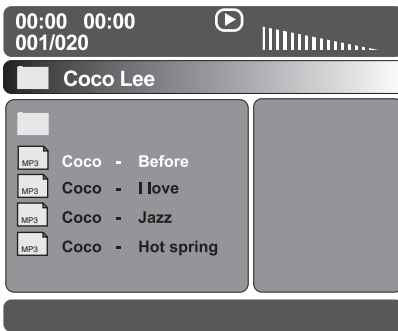 00:00 00:00
001/020
Coco Lee
MP3 Coco - Before
MP3 Coco - I love
MP3 Coco - Jazz
MP3 Coco - Hot spring